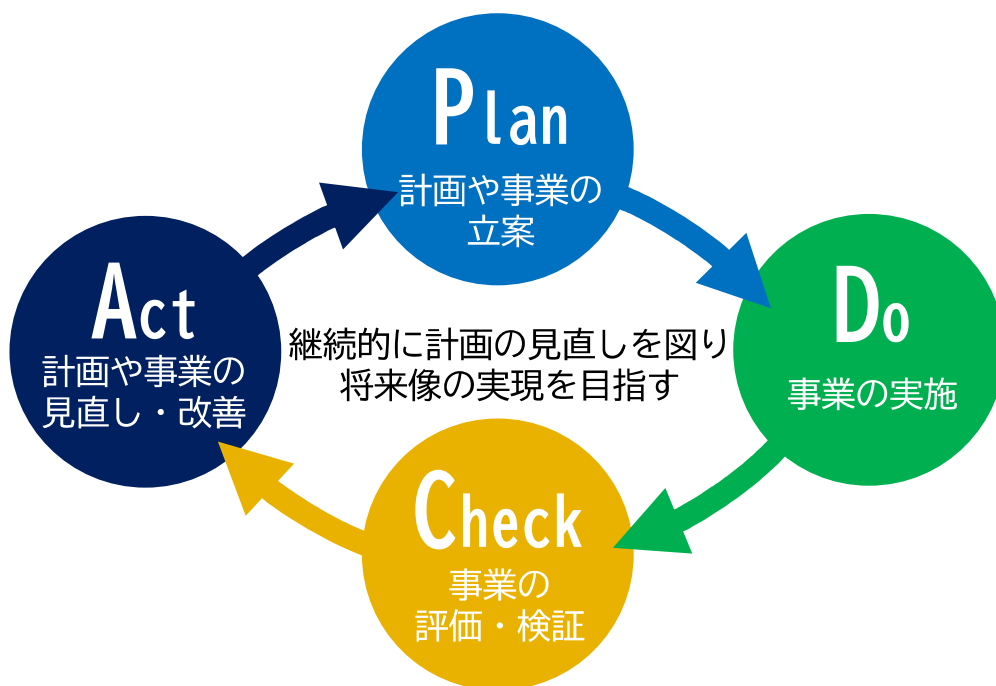 Plan
計画や事業の
立案
Do
事業の実施
Check
事業の
評価・検証
Act
計画や事業の
見直し・改善
継続的に計画の見直しを図り
将来像の実現を目指す